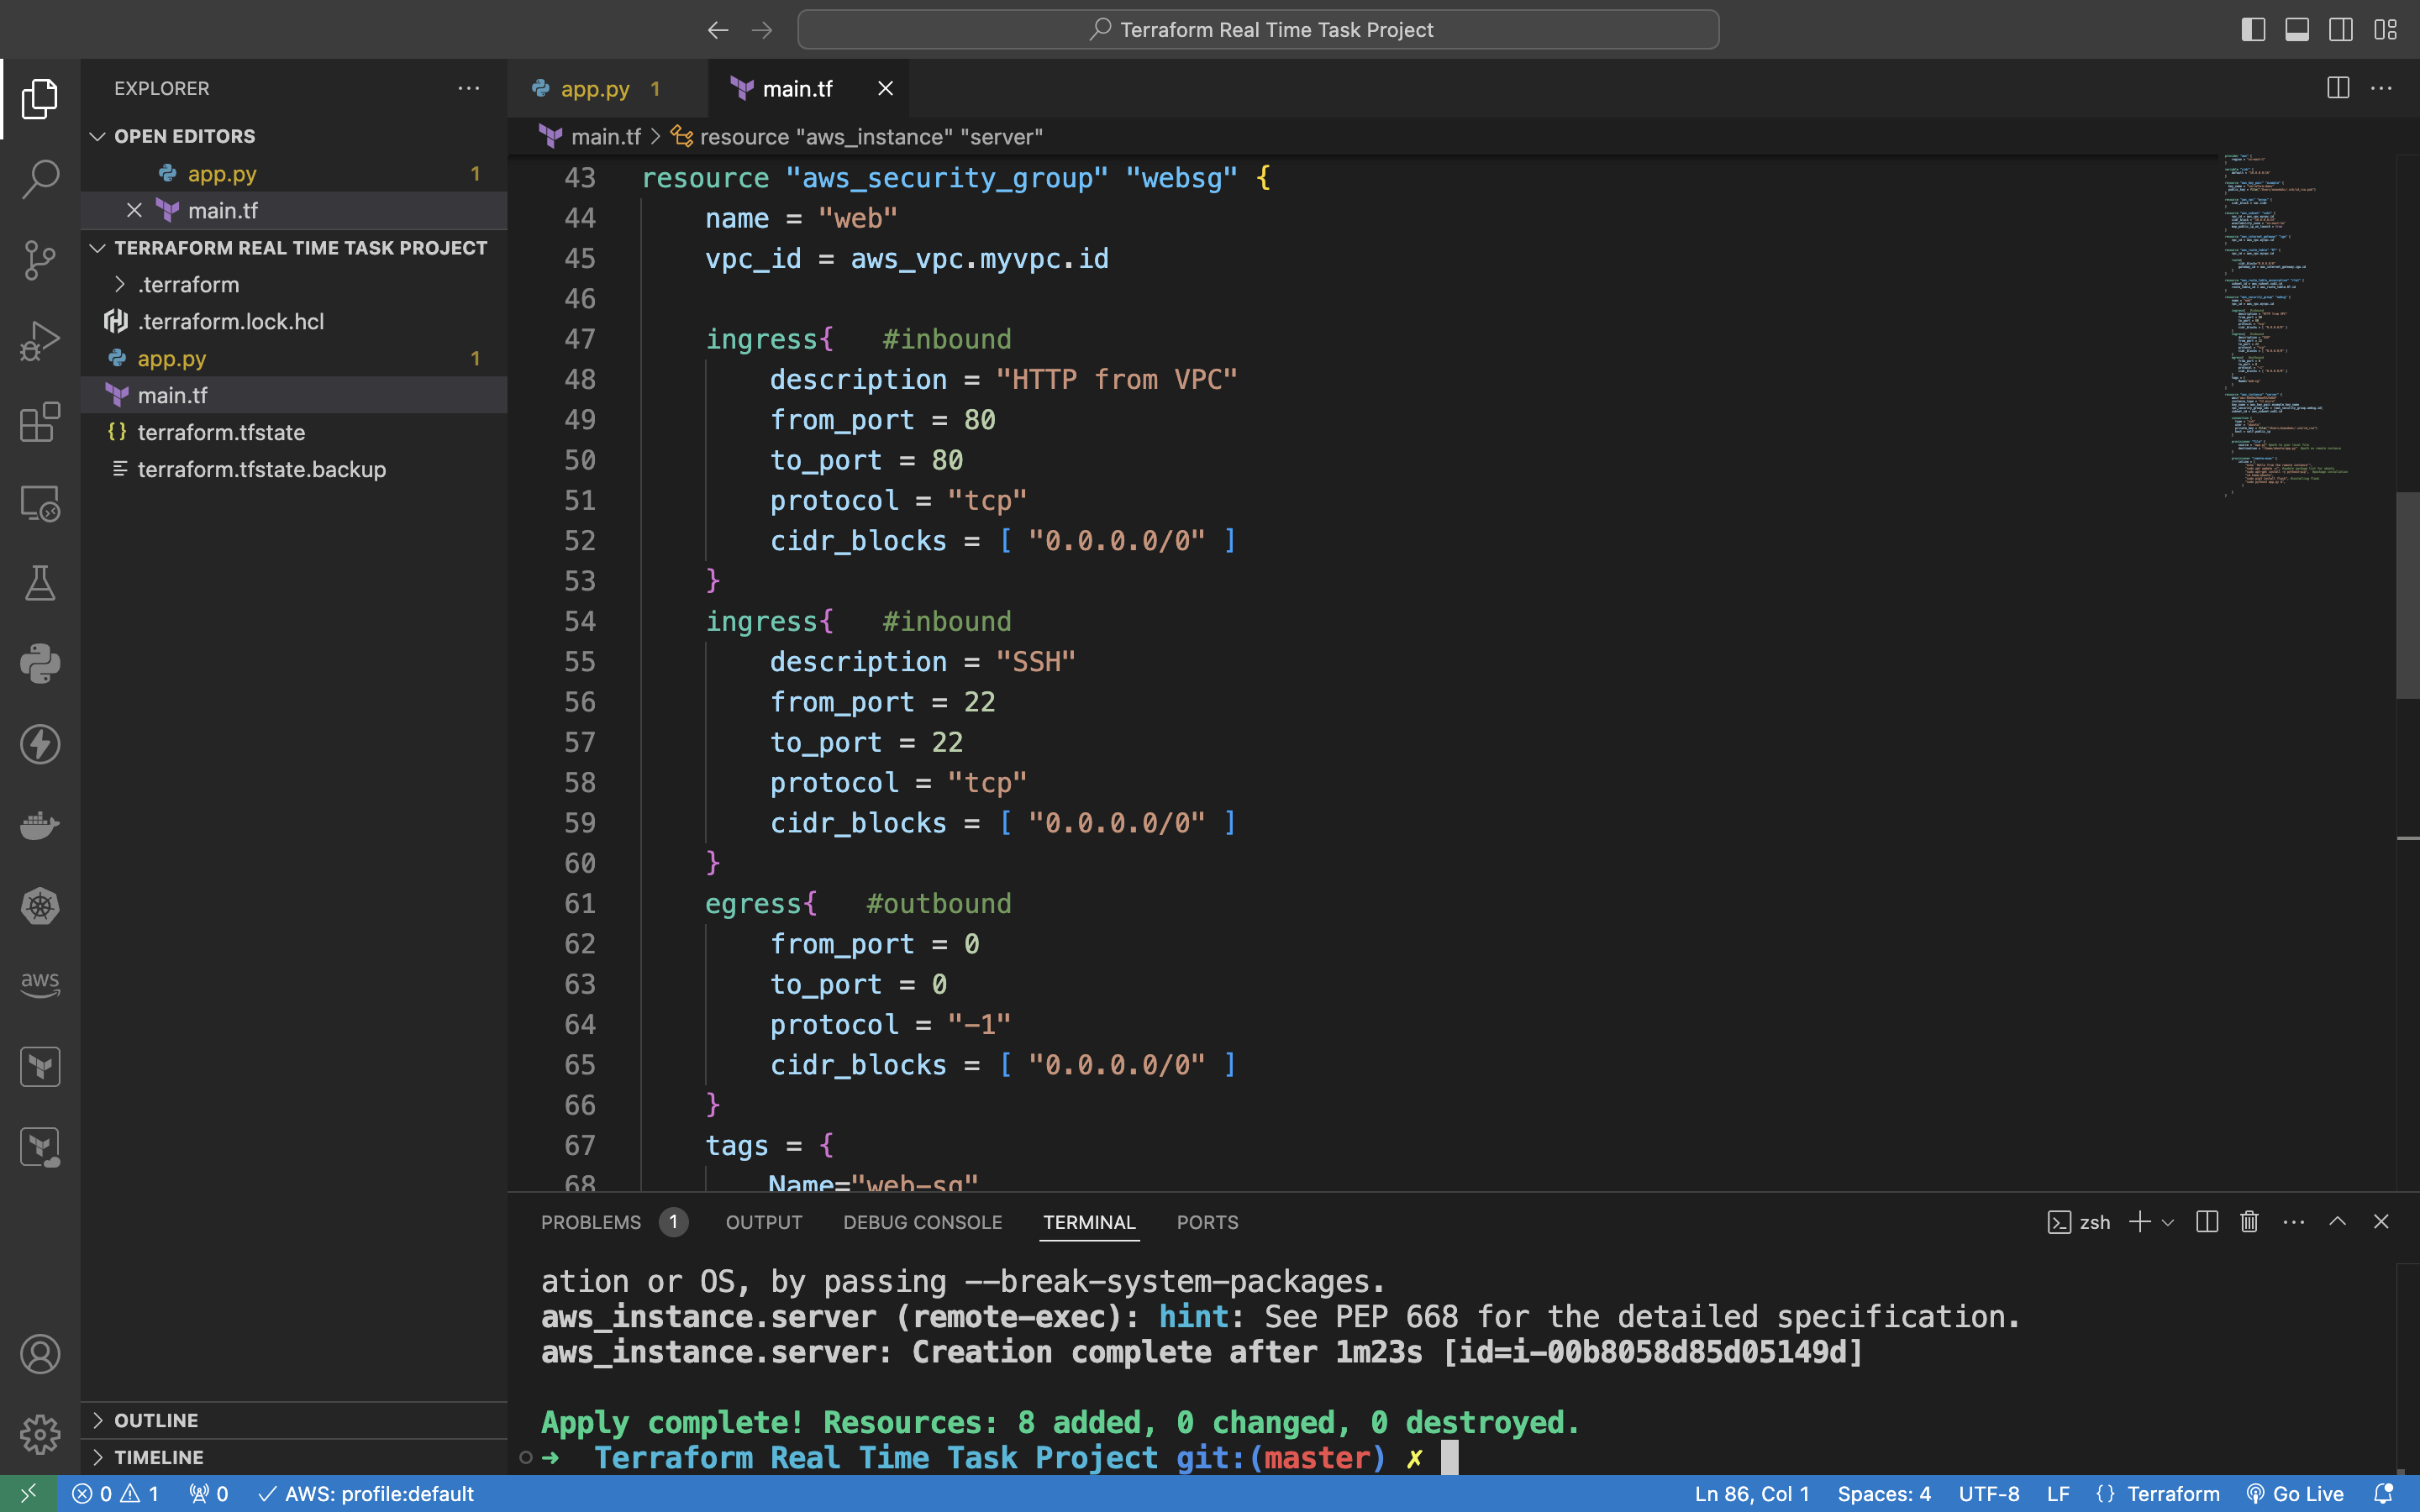 Terraform Real Time Task Project
EXPLORER
OPEN EDITORS
app.py 1
main.tf
TERRAFORM REAL TIME TASK PROJECT
.terraform
.terraform.lock.hcl
app.py 1
main.tf
terraform.tfstate
terraform.tfstate.backup
aws
OUTLINE
TIMELINE
app.py 1
main.tf
main.tf > resource "aws_instance" "server"
43 resource "aws_security_group" "websg" {
44 name = "web"
45 vpc_id = aws_vpc.myvpc.id
46
47 ingress{ #inbound
48 description = "HTTP from VPC"
49 from_port = 80
50 to_port = 80
51 protocol = "tcp"
52 cidr_blocks = [ "0.0.0.0/0" ]
53 }
54 ingress{ #inbound
55 description = "SSH"
56 from_port = 22
57 to_port = 22
58 protocol = "tcp"
59 cidr_blocks = [ "0.0.0.0/0" ]
60 }
61 egress{ #outbound
62 from_port = 0
63 to_port = 0
64 protocol = "-1"
65 cidr_blocks = [ "0.0.0.0/0" ]
66 }
67 tags = {
68 Name="web-sg"
PROBLEMS 1 OUTPUT DEBUG CONSOLE TERMINAL PORTS
zsh
ation or OS, by passing --break-system-packages.
aws_instance.server (remote-exec): hint: See PEP 668 for the detailed specification.
aws_instance.server: Creation complete after 1m23s [id=i-00b8058d85d05149d]
Apply complete! Resources: 8 added, 0 changed, 0 destroyed.
➜ Terraform Real Time Task Project git:(master) ✗
0 1 0 AWS: profile:default
Ln 86, Col 1 Spaces: 4 UTF-8 LF {} Terraform Go Live